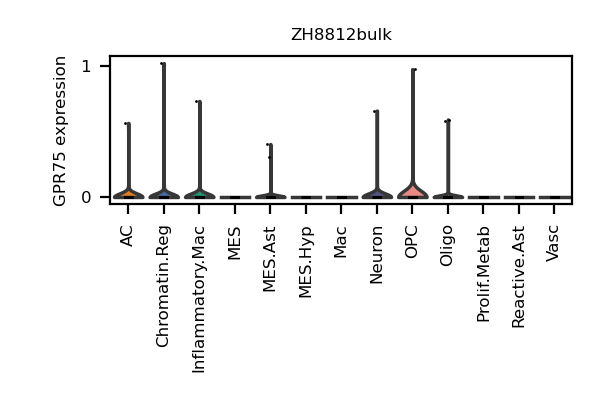 ZH8812bulk
GPR75 expression
1
0
AC
Chromatin.Reg
Inflammatory.Mac
MES
MES.Ast
MES.Hyp
Mac
Neuron
OPC
Oligo
Prolif.Metab
Reactive.Ast
Vasc